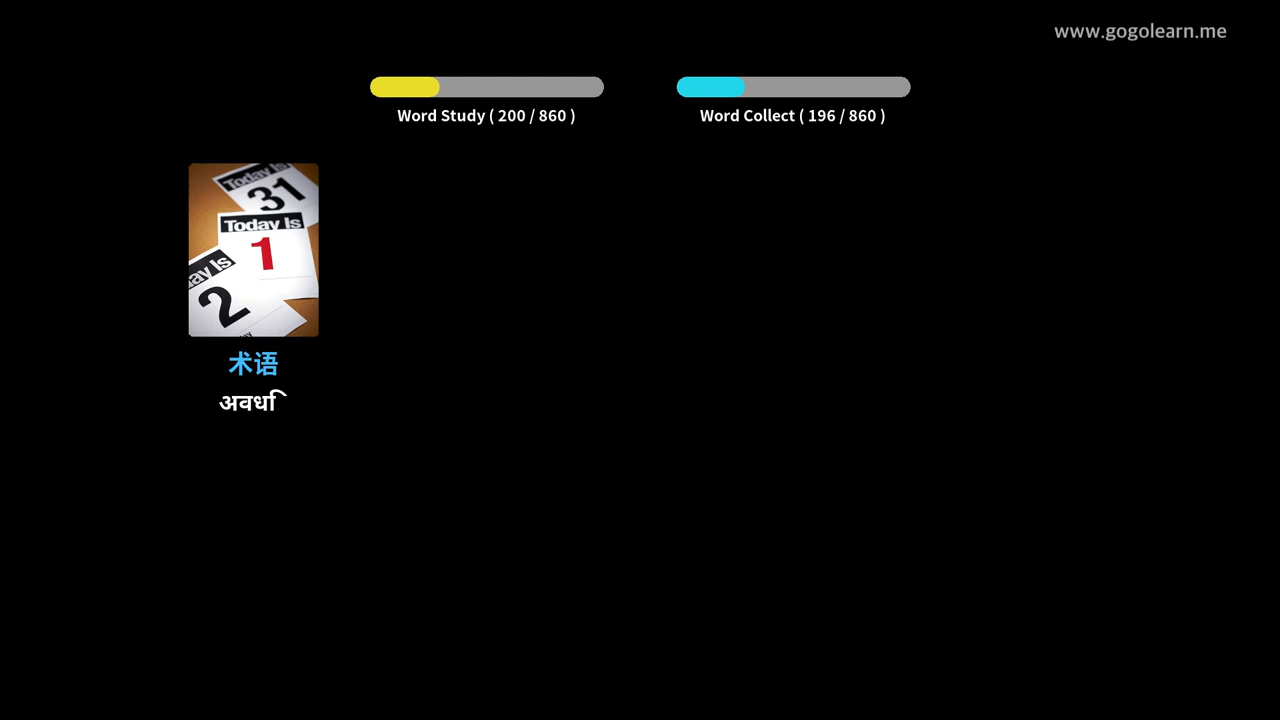 www.gogolearn.me
Word Study ( 200 / 860 )
Word Collect ( 196 / 860 )
Today Is
31
Today Is
1
ay Is
2
术语
अवधि